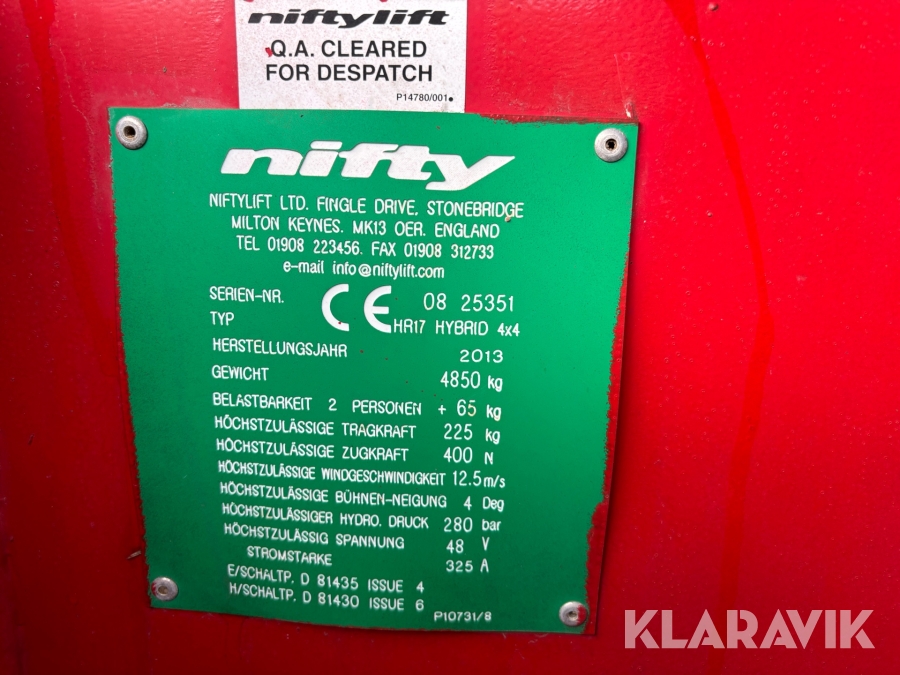 niftylift
Q.A. CLEARED
FOR DESPATCH
P14780/001
nifty
NIFTYLIFT LTD. FINGLE DRIVE, STONEBRIDGE
MILTON KEYNES. MK13 OER. ENGLAND
TEL 01908 223456. FAX 01908 312733
e-mail info@niftylift.com
SERIEN-NR. CE 08 25351
TYP HR17 HYBRID 4x4
HERSTELLUNGSJAHR 2013
GEWICHT 4850 kg
BELASTBARKEIT 2 PERSONEN + 65 kg
HÖCHSTZULÄSSIGE TRAGKRAFT 225 kg
HÖCHSTZULÄSSIGE ZUGKRAFT 400 N
HÖCHSTZULÄSSIGE WINDGESCHWINDIGKEIT 12.5 m/s
HÖCHSTZULÄSSIGE BÜHNEN-NEIGUNG 4 Deg
HÖCHSTZULÄSSIGER HYDRO. DRUCK 280 bar
HÖCHSTZULÄSSIG SPANNUNG 48 V
STROMSTARKE 325 A
E/SCHALTP. D 81435 ISSUE 4
H/SCHALTP. D 81430 ISSUE 6
P10731/8
KLARAVIK